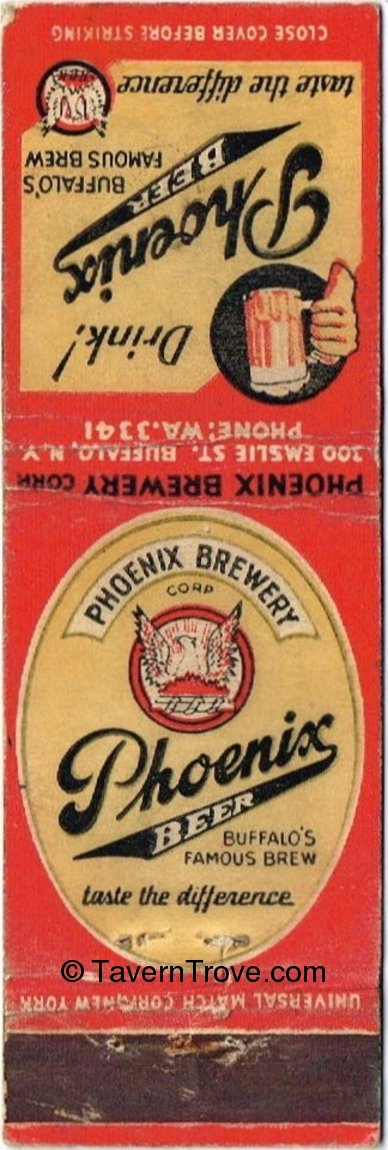 CLOSE COVER BEFORE STRIKING
taste the difference
BUFFALO'S
FAMOUS BREW
Phoenix
BEER
Drink!
PHONE: WA. 3341
300 EMSLIE ST. BUFFALO, N.Y.
PHOENIX BREWERY CORP.
PHOENIX BREWERY
CORP
Phoenix
BEER
BUFFALO'S
FAMOUS BREW
taste the difference
© TavernTrove.com
UNIVERSAL MATCH CORP., NEW YORK